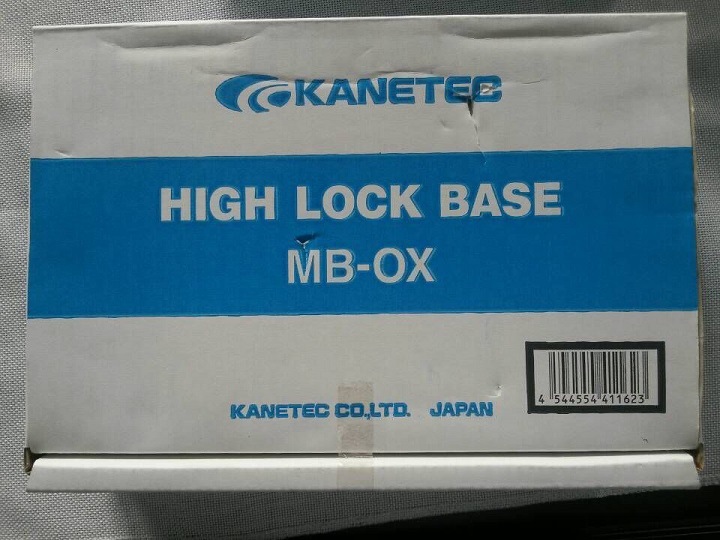 KANETEC
HIGH LOCK BASE
MB-OX
4 544554 411623
KANETEC CO.,LTD. JAPAN